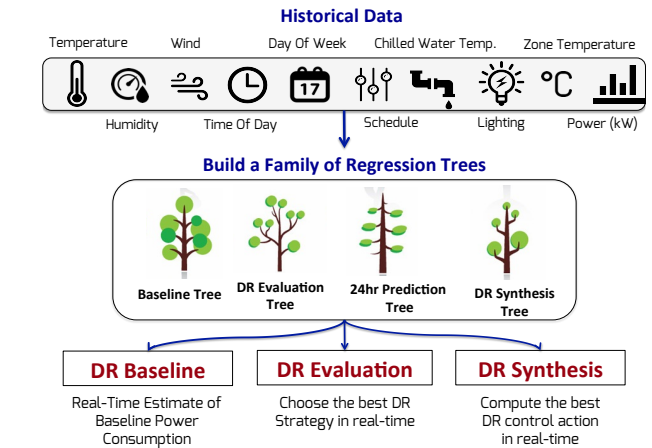 Historical Data
Temperature Wind Day Of Week Chilled Water Temp. Zone Temperature
17 °C
Humidity Time Of Day Schedule Lighting Power (kW)
Build a Family of Regression Trees
Baseline Tree
DR Evaluation
Tree
24hr Prediction
Tree
DR Synthesis
Tree
DR Baseline
Real-Time Estimate of
Baseline Power
Consumption
DR Evaluation
Choose the best DR
Strategy in real-time
DR Synthesis
Compute the best
DR control action
in real-time